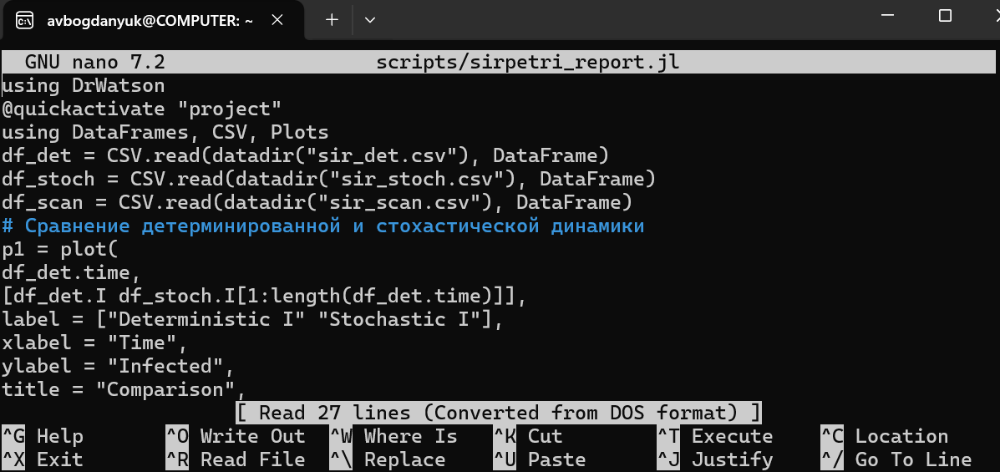 avbogdanyuk@COMPUTER: ~
GNU nano 7.2 scripts/sirpetri_report.jl
using DrWatson
@quickactivate "project"
using DataFrames, CSV, Plots
df_det = CSV.read(datadir("sir_det.csv"), DataFrame)
df_stoch = CSV.read(datadir("sir_stoch.csv"), DataFrame)
df_scan = CSV.read(datadir("sir_scan.csv"), DataFrame)
# Сравнение детерминированной и стохастической динамики
p1 = plot(
df_det.time,
[df_det.I df_stoch.I[1:length(df_det.time)]],
label = ["Deterministic I" "Stochastic I"],
xlabel = "Time",
ylabel = "Infected",
title = "Comparison",
[ Read 27 lines (Converted from DOS format) ]
^G Help ^O Write Out ^W Where Is ^K Cut ^T Execute ^C Location
^X Exit ^R Read File ^\ Replace ^U Paste ^J Justify ^/ Go To Line